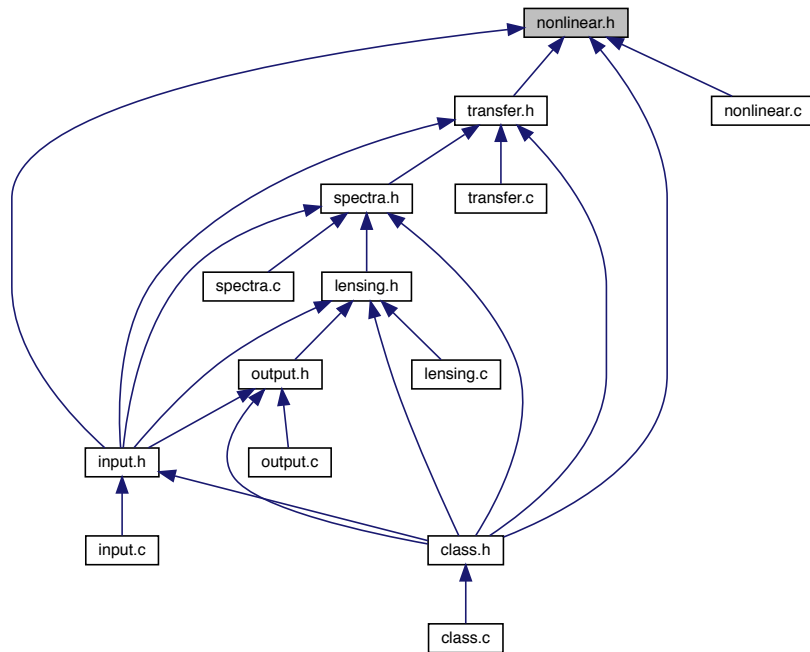 nonlinear.h
transfer.h
nonlinear.c
spectra.h
transfer.c
spectra.c
lensing.h
output.h
lensing.c
input.h
output.c
input.c
class.h
class.c